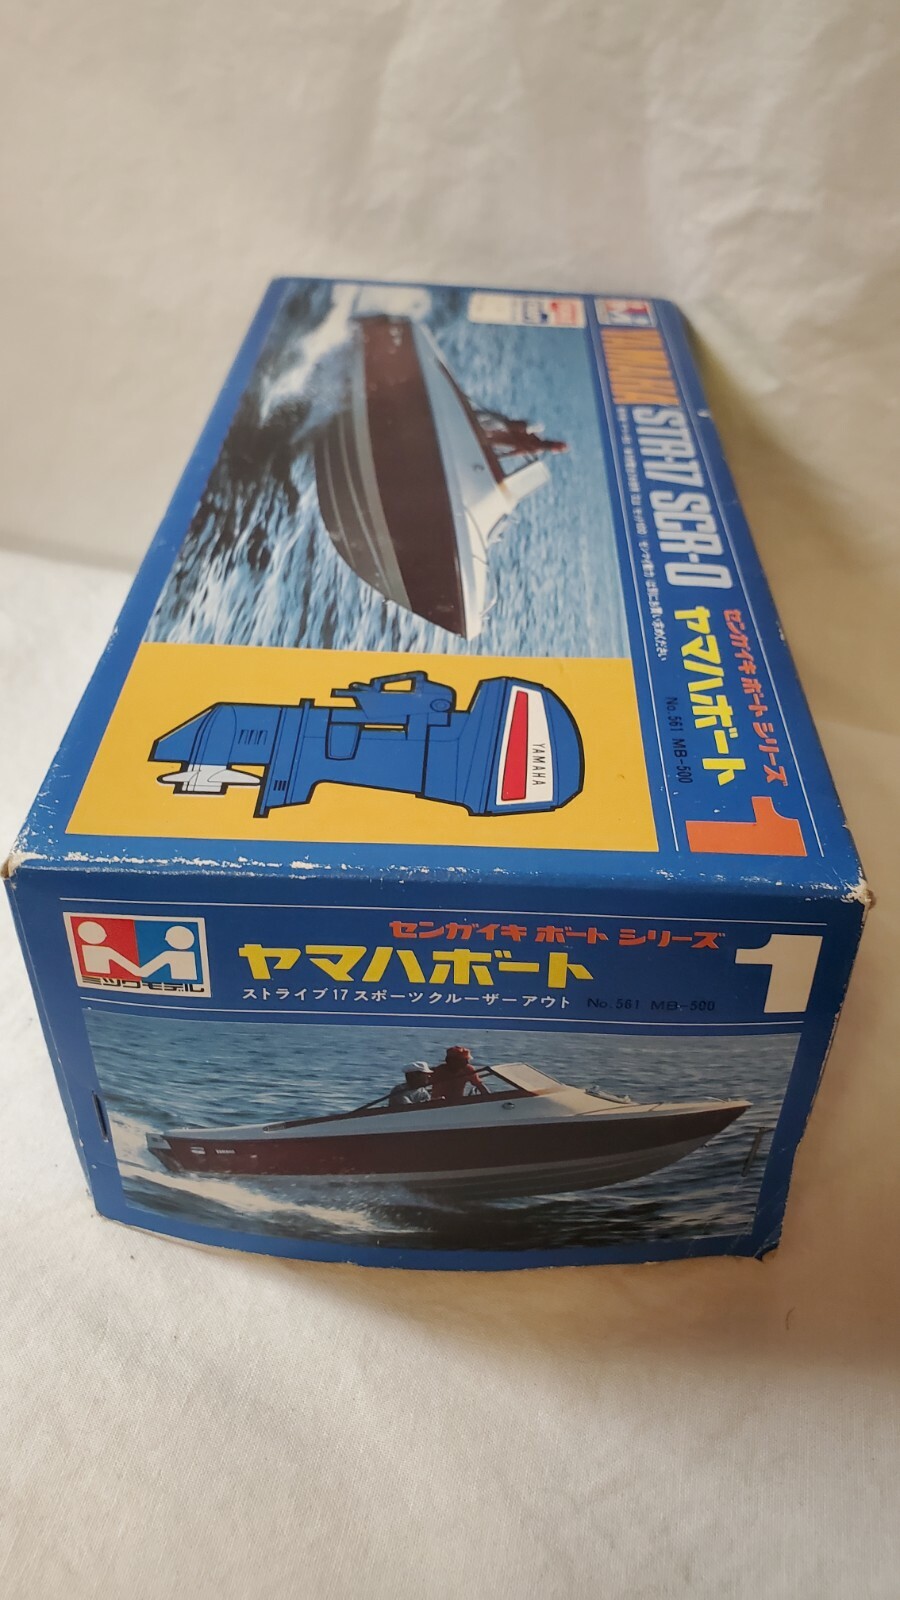 YAMAHA STR-17 SCR-O
センガイキ ボート シリーズ 1
ヤマハボート
No.561 MB-500
YAMAHA
センガイキ ボート シリーズ 1
ヤマハボート
ストライプ17スポーツクルーザーアウト No.561 MB-500
ミツワモデル